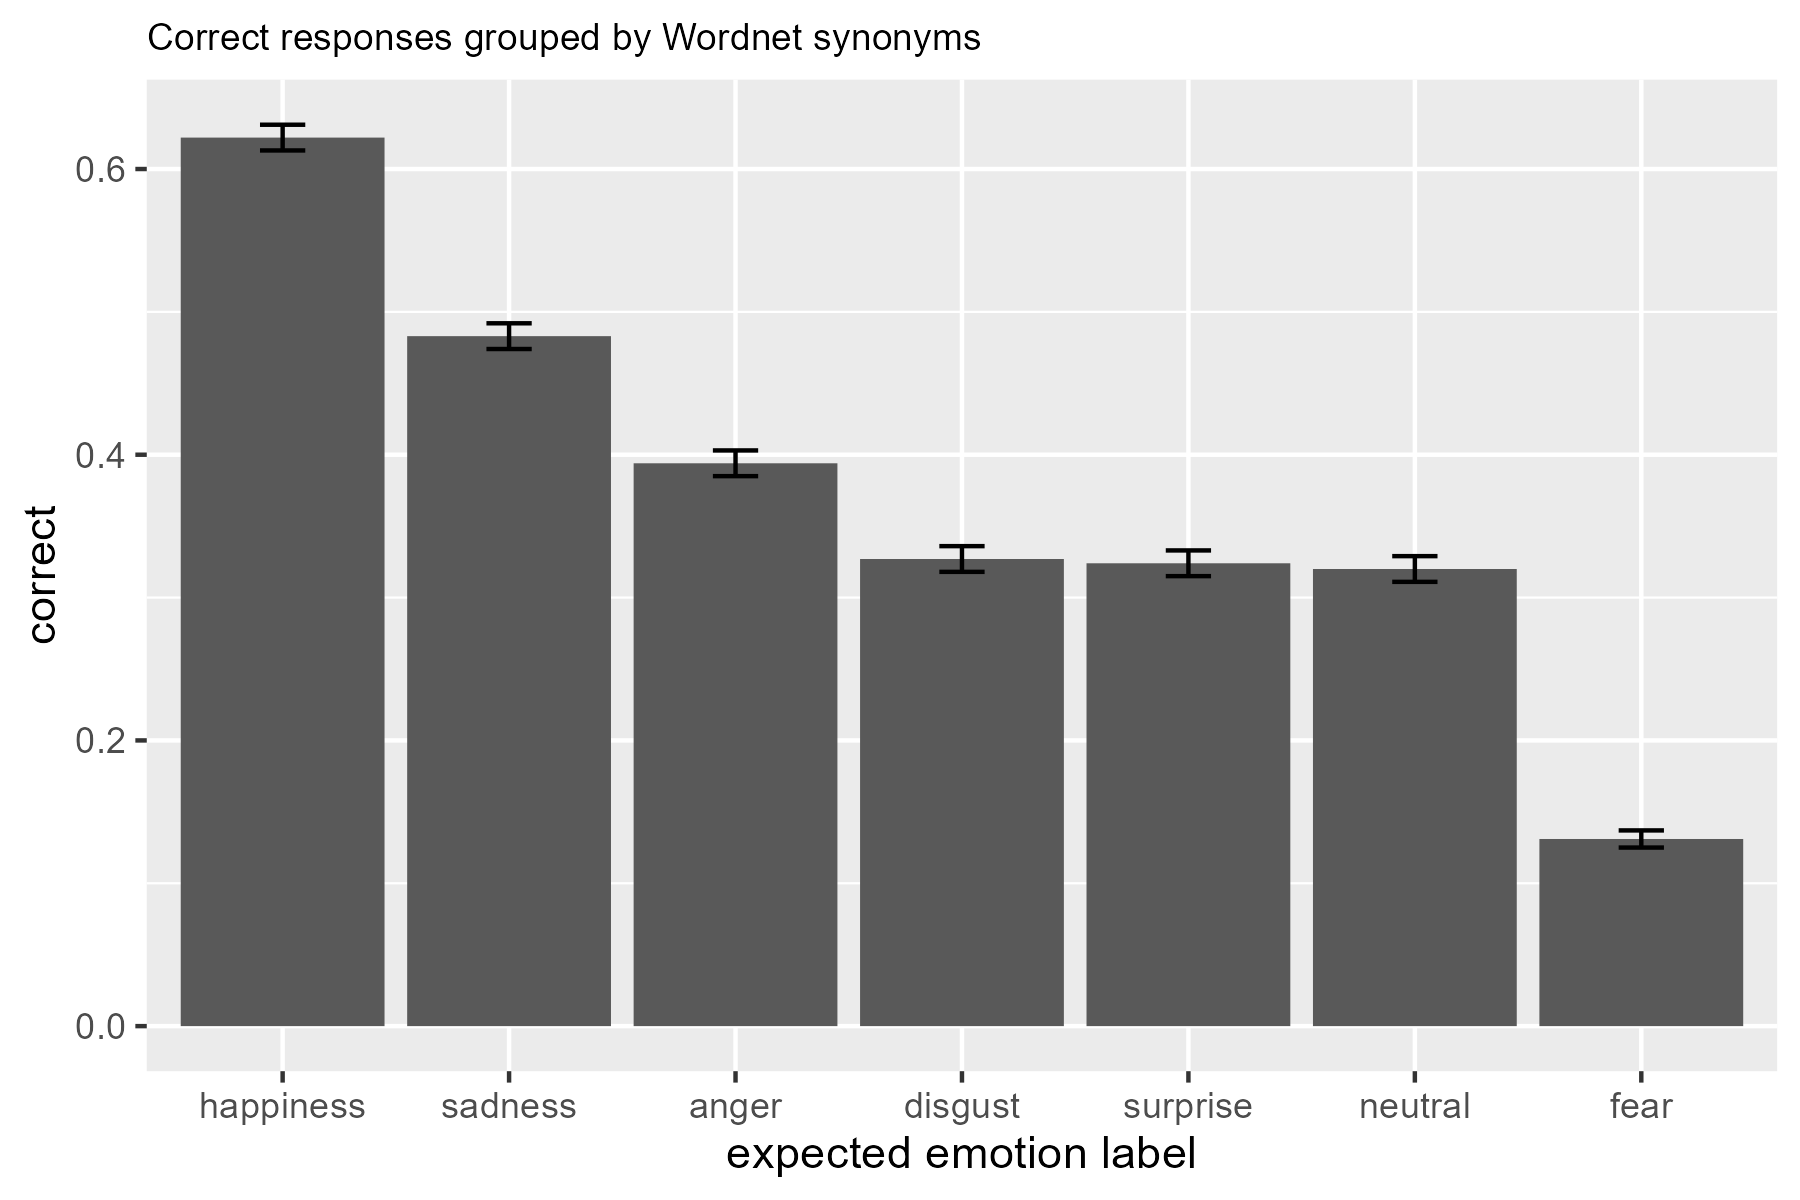 Correct responses grouped by Wordnet synonyms
0.6
0.4
0.2
0.0
correct
happiness sadness anger disgust surprise neutral fear
expected emotion label